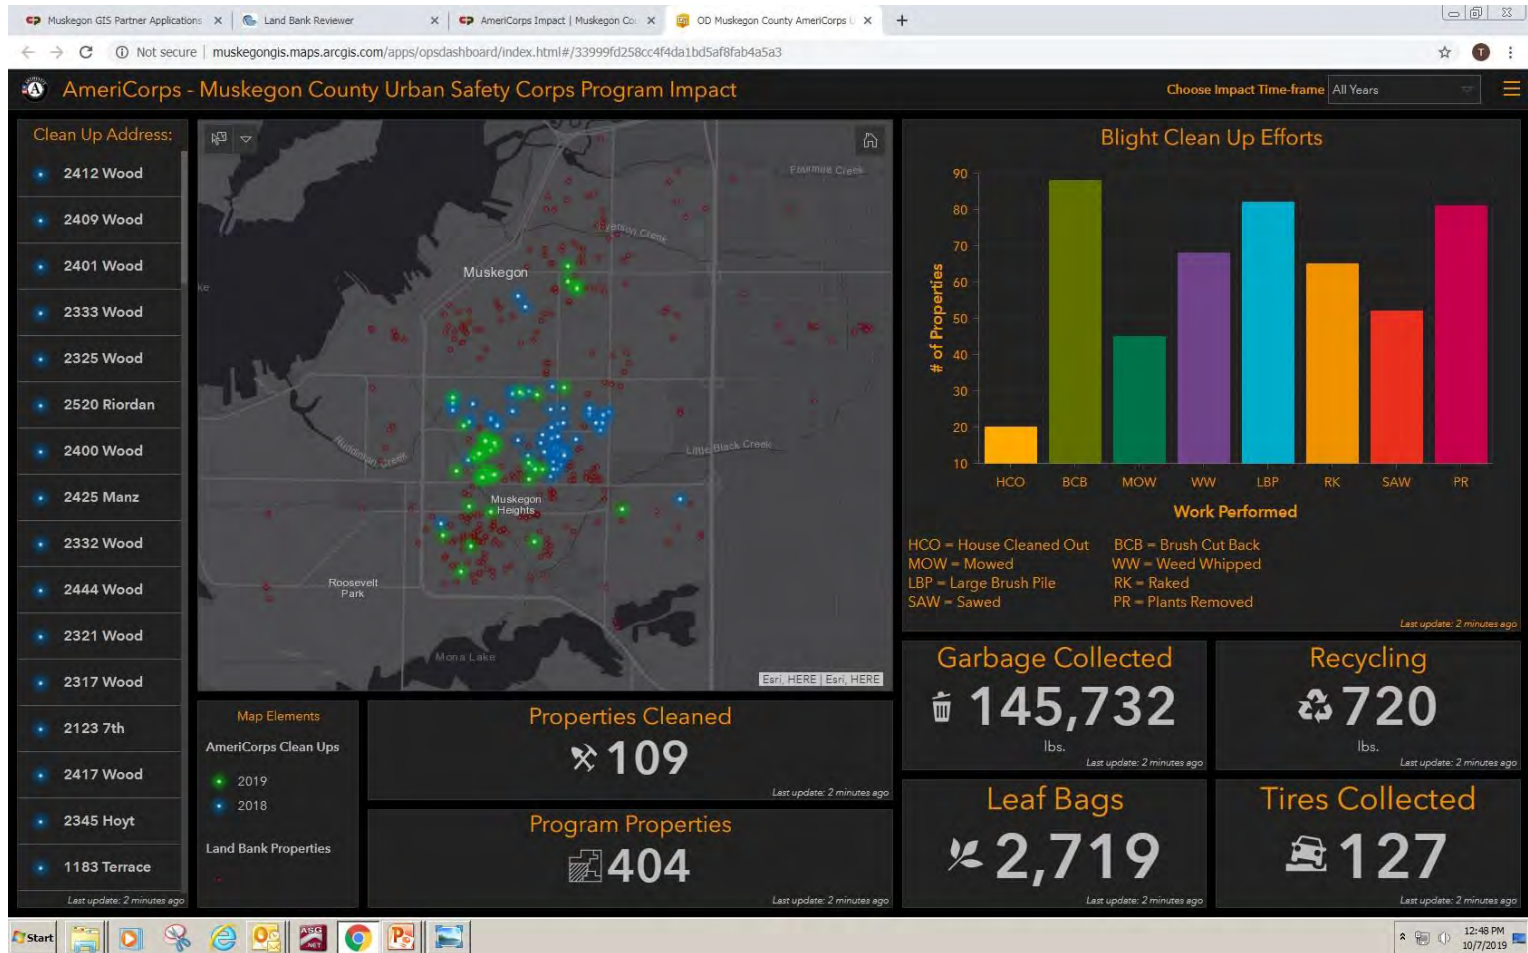 Muskegon GIS Partner Applications
Land Bank Reviewer
AmeriCorps Impact | Muskegon Co
OD Muskegon County AmeriCorps U
Not secure | muskegongis.maps.arcgis.com/apps/opsdashboard/index.html#/33999fd258cc4f4da1bd5af8fab4a5a3
T
AmeriCorps - Muskegon County Urban Safety Corps Program Impact
Choose Impact Time-frame All Years
Clean Up Address:
2412 Wood
2409 Wood
2401 Wood
2333 Wood
2325 Wood
2520 Riordan
2400 Wood
2425 Manz
2332 Wood
2444 Wood
2321 Wood
2317 Wood
2123 7th
2417 Wood
2345 Hoyt
1183 Terrace
Last update: 2 minutes ago
Fourmile Creek
Ryerson Creek
Muskegon
ke
Ruddiman Creek
Little Black Creek
Muskegon
Heights
Roosevelt
Park
Mona Lake
Esri, HERE | Esri, HERE
Map Elements
AmeriCorps Clean Ups
2019
2018
Land Bank Properties
Properties Cleaned
109
Last update: 2 minutes ago
Program Properties
404
Last update: 2 minutes ago
Blight Clean Up Efforts
# of Properties
90
80
70
60
50
40
30
20
10
HCO BCB MOW WW LBP RK SAW PR
Work Performed
HCO = House Cleaned Out BCB = Brush Cut Back
MOW = Mowed WW = Weed Whipped
LBP = Large Brush Pile RK = Raked
SAW = Sawed PR = Plants Removed
Last update: 2 minutes ago
Garbage Collected
145,732
lbs.
Last update: 2 minutes ago
Recycling
720
lbs.
Last update: 2 minutes ago
Leaf Bags
2,719
Last update: 2 minutes ago
Tires Collected
127
Last update: 2 minutes ago
Start
ASG
.NET
12:48 PM
10/7/2019